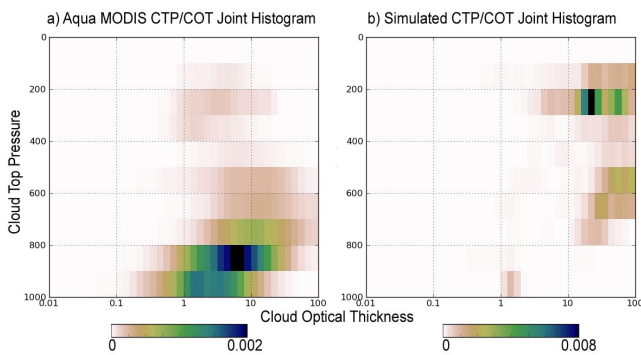 a) Aqua MODIS CTP/COT Joint Histogram
b) Simulated CTP/COT Joint Histogram
Cloud Top Pressure
0
200
400
600
800
1000
0.01 0.1 1 10 100
0
200
400
600
800
1000
0.01 0.1 1 10 100
Cloud Optical Thickness
0 0.002
0 0.008